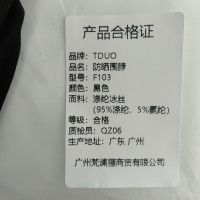 产品合格证
品牌: TDUO
品名: 防晒围脖
型号: F103
颜色: 黑色
面料: 涤纶冰丝
(95%涤纶、5%氨纶)
等级: 合格
质检员: QZ06
生产地址: 广东 广州
广州梵澜臻商贸有限公司